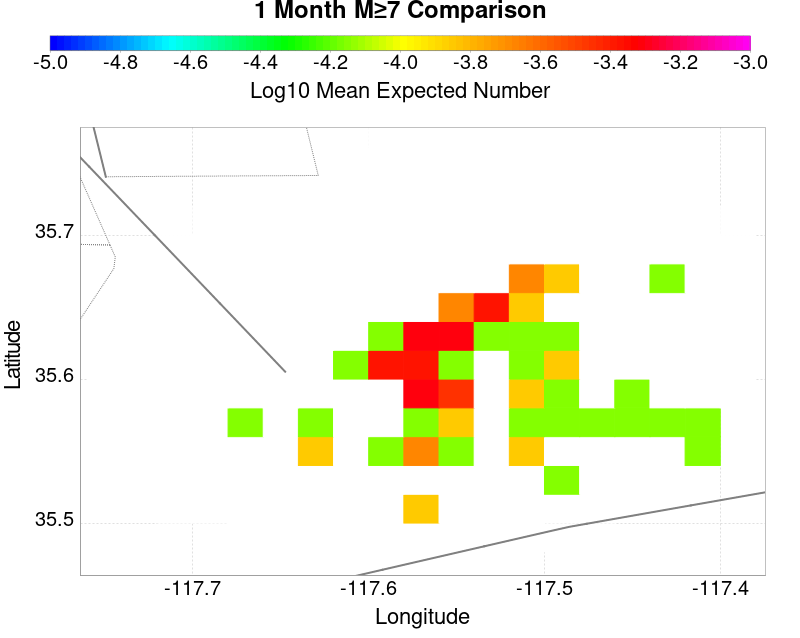 1 Month M≥7 Comparison
-5.0 -4.8 -4.6 -4.4 -4.2 -4.0 -3.8 -3.6 -3.4 -3.2 -3.0
Log10 Mean Expected Number
35.7
35.6
35.5
Latitude
-117.7 -117.6 -117.5 -117.4
Longitude